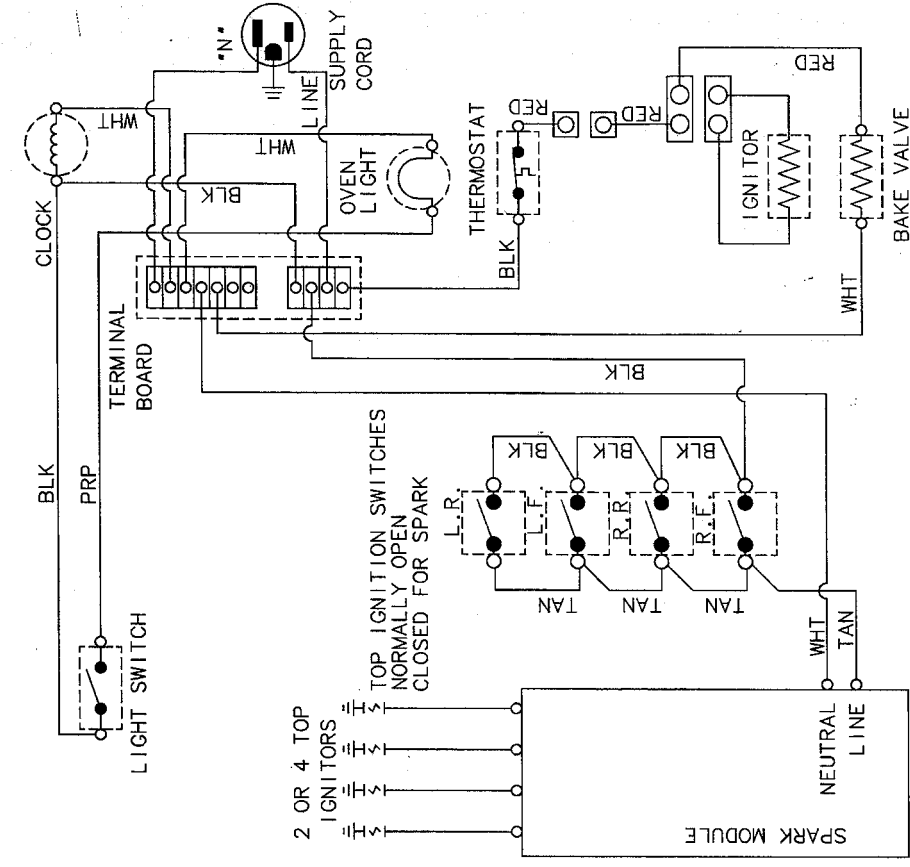 "N"
SUPPLY
CORD
LINE
WHT
WHT
BLK
CLOCK
OVEN
LIGHT
THERMOSTAT
RED
RED
RED
IGNITOR
BAKE VALVE
BLK
WHT
TERMINAL
BOARD
BLK
BLK
PRP
TOP IGNITION SWITCHES
NORMALLY OPEN
CLOSED FOR SPARK
BLK
BLK
BLK
L.R.
L.F.
R.R.
R.F.
TAN
TAN
TAN
WHT
TAN
LIGHT SWITCH
2 OR 4 TOP
IGNITORS
NEUTRAL
LINE
SPARK MODULE